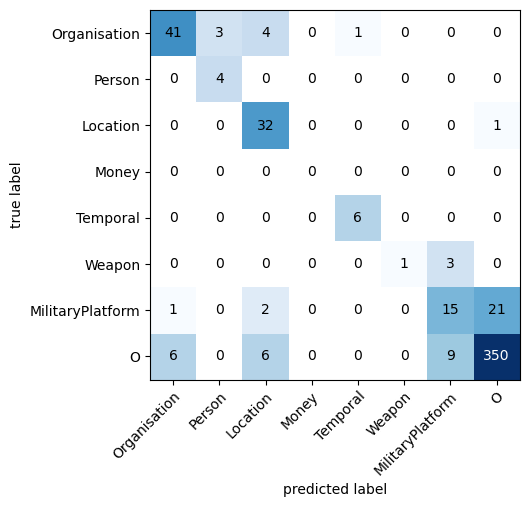 Organisation 41 3 4 0 1 0 0 0
Person 0 4 0 0 0 0 0 0
Location 0 0 32 0 0 0 0 1
Money 0 0 0 0 0 0 0 0
Temporal 0 0 0 0 6 0 0 0
Weapon 0 0 0 0 0 1 3 0
MilitaryPlatform 1 0 2 0 0 0 15 21
O 6 0 6 0 0 0 9 350
true label
Organisation Person Location Money Temporal Weapon MilitaryPlatform O
predicted label